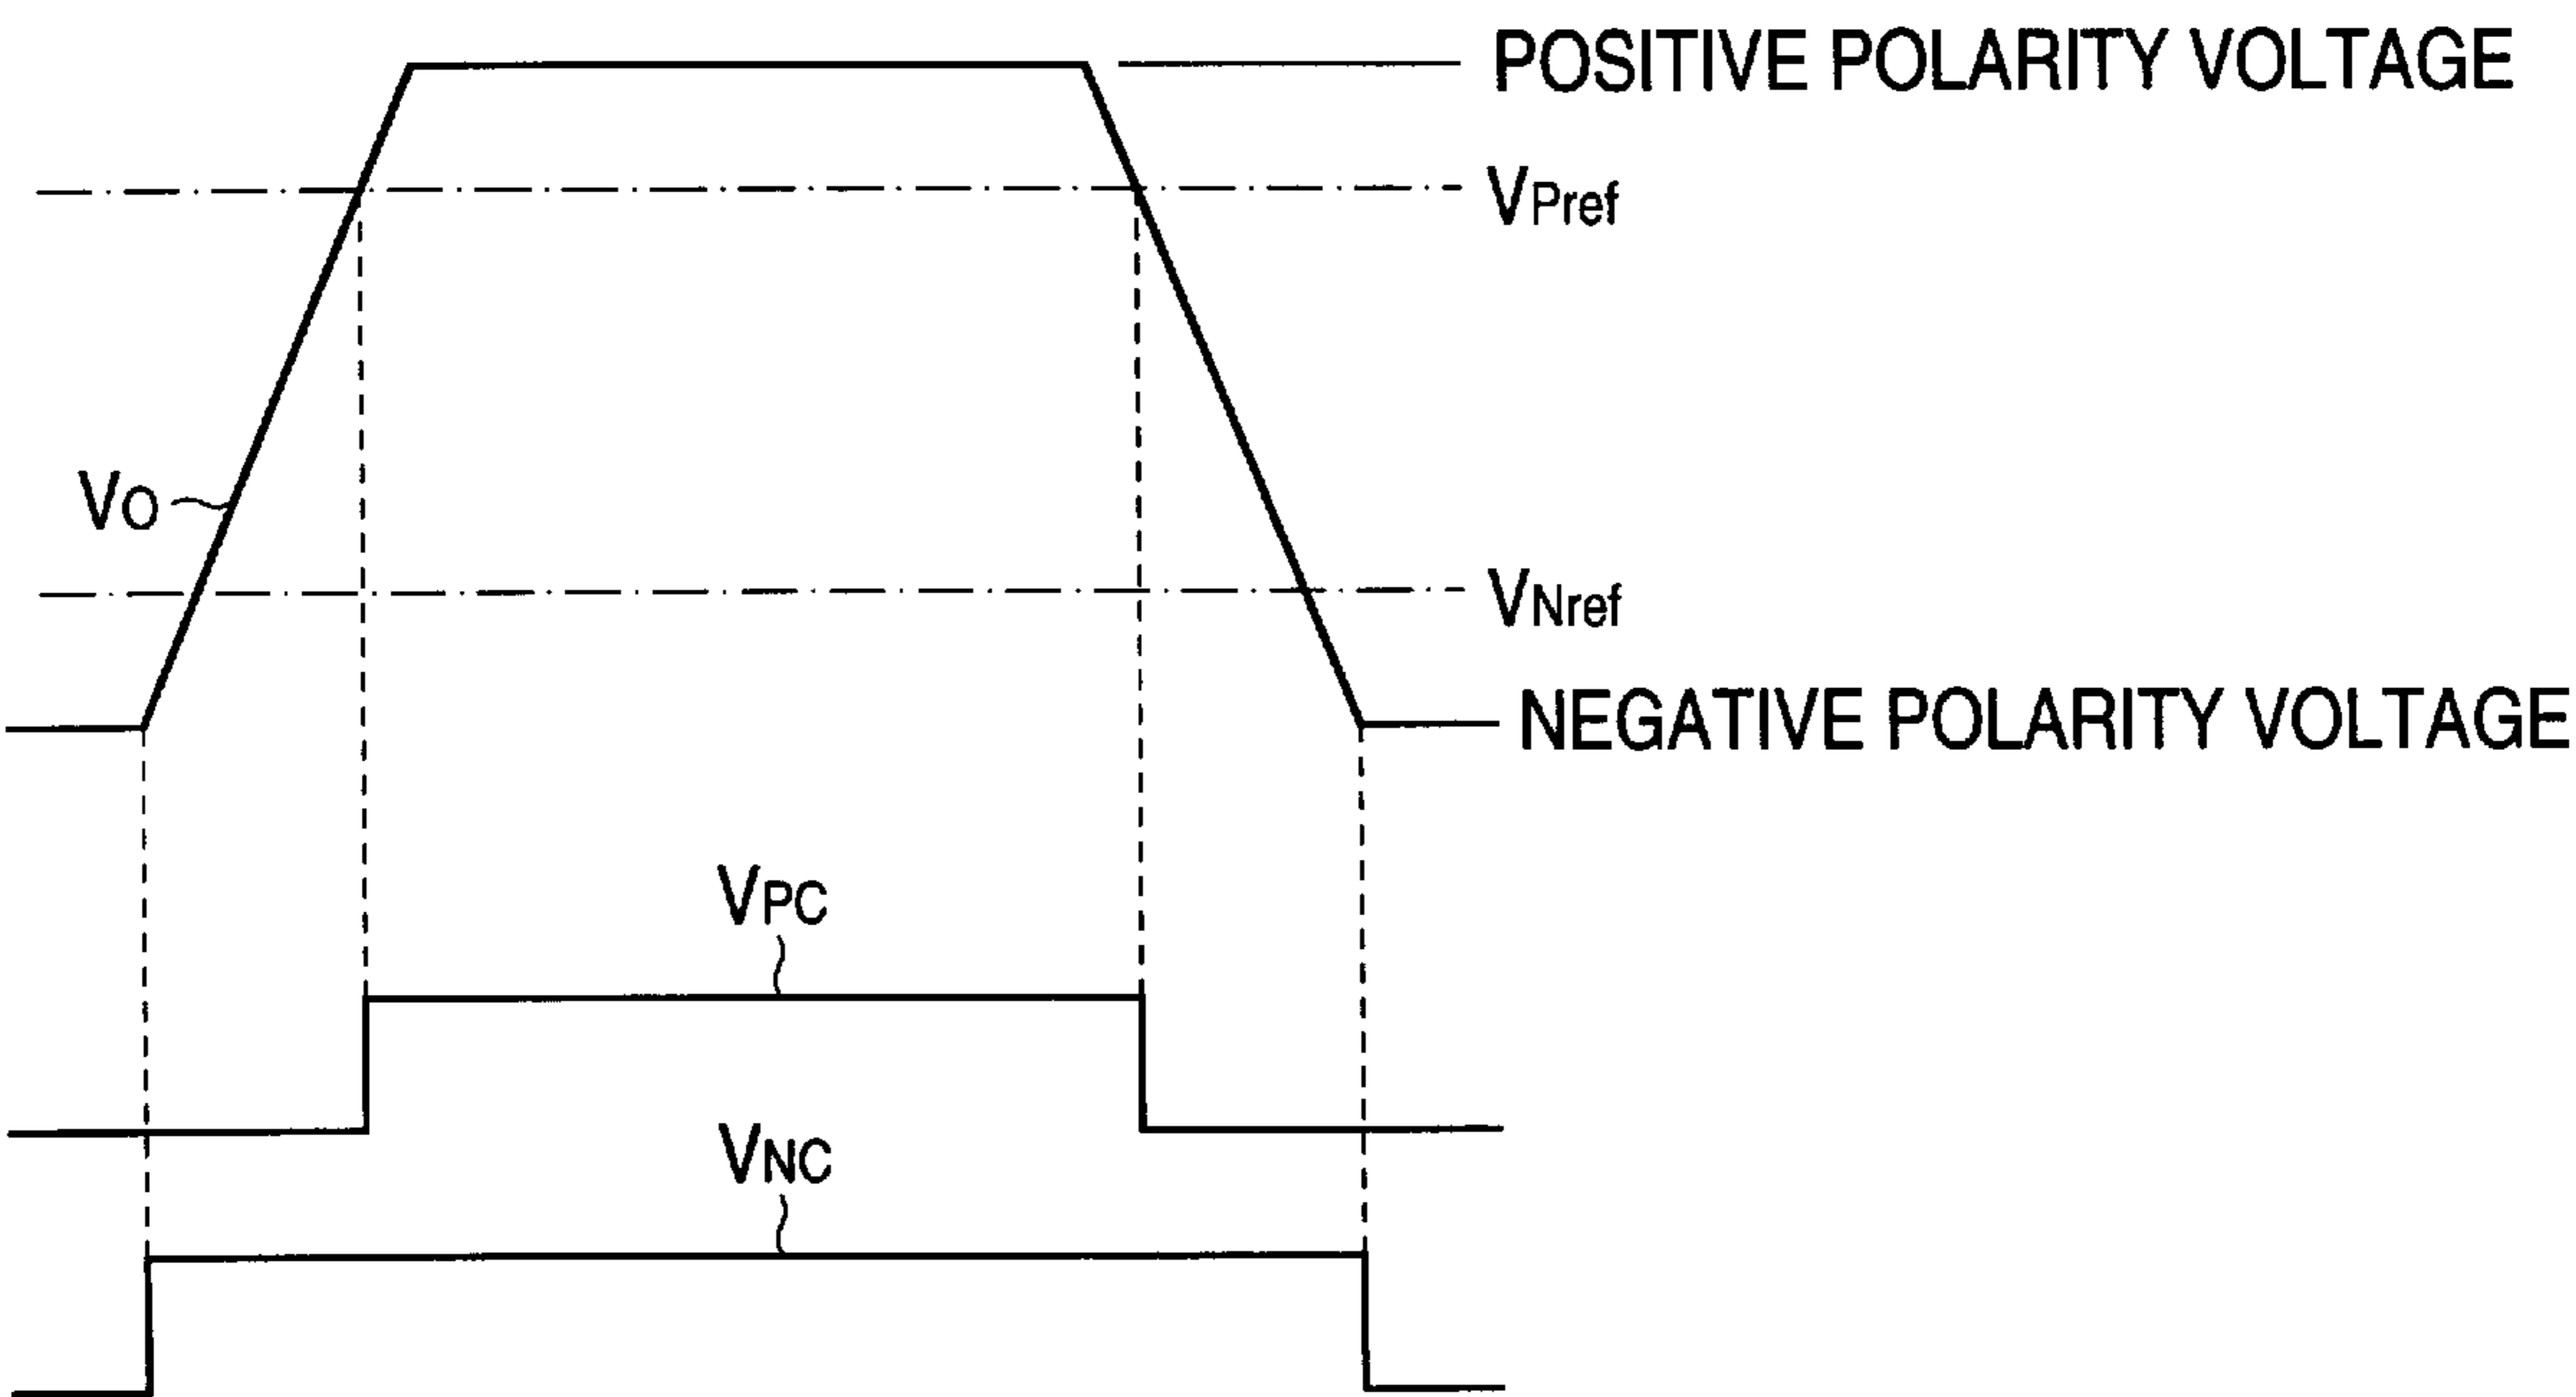 POSITIVE POLARITY VOLTAGE
VPref
VO
VNref
NEGATIVE POLARITY VOLTAGE
VPC
VNC